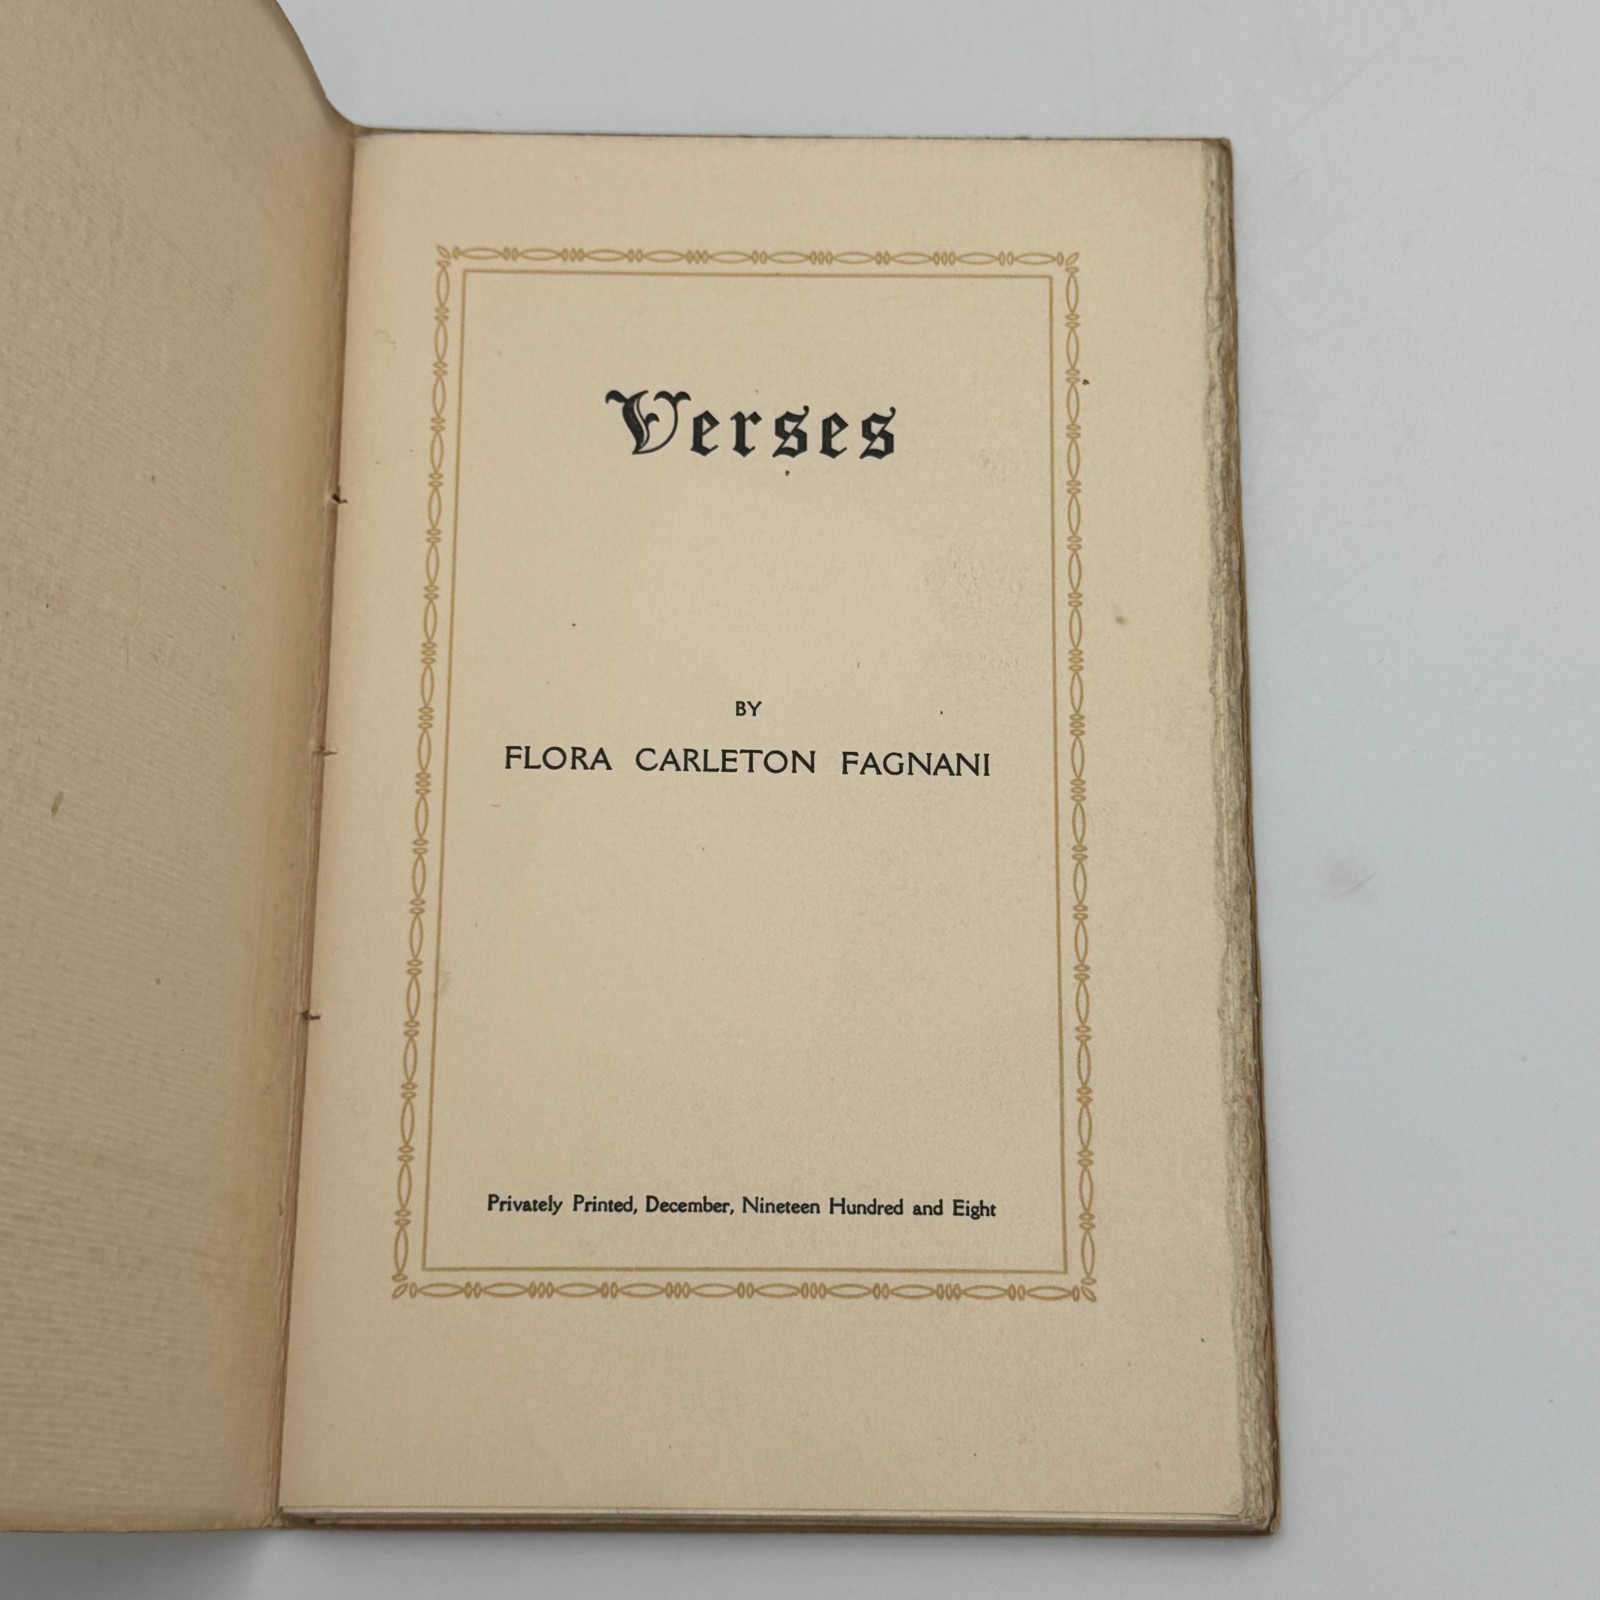 Verses
BY
FLORA CARLETON FAGNANI
Privately Printed, December, Nineteen Hundred and Eight